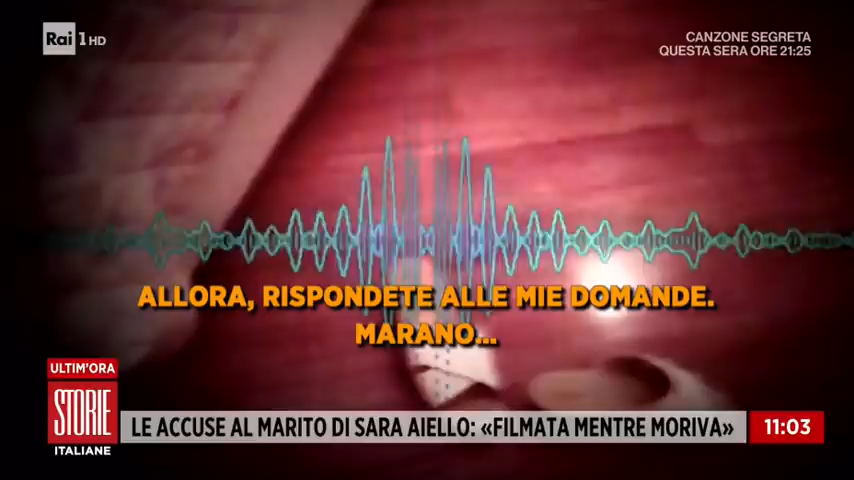 Rai 1 HD
CANZONE SEGRETA
QUESTA SERA ORE 21:25
ALLORA, RISPONDETE ALLE MIE DOMANDE.
MARANO...
ULTIM'ORA
STORIE
ITALIANE
LE ACCUSE AL MARITO DI SARA AIELLO: «FILMATA MENTRE MORIVA»
11:03